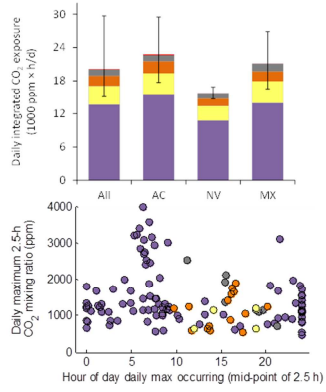 Daily integrated CO₂ exposure
(1000 ppm × h/d)
30
24
18
12
6
0
All
AC
NV
MX
Daily maximum 2.5-h
CO₂ mixing ratio (ppm)
4000
3000
2000
1000
0
0
5
10
15
20
Hour of day daily max occurring (mid-point of 2.5 h)